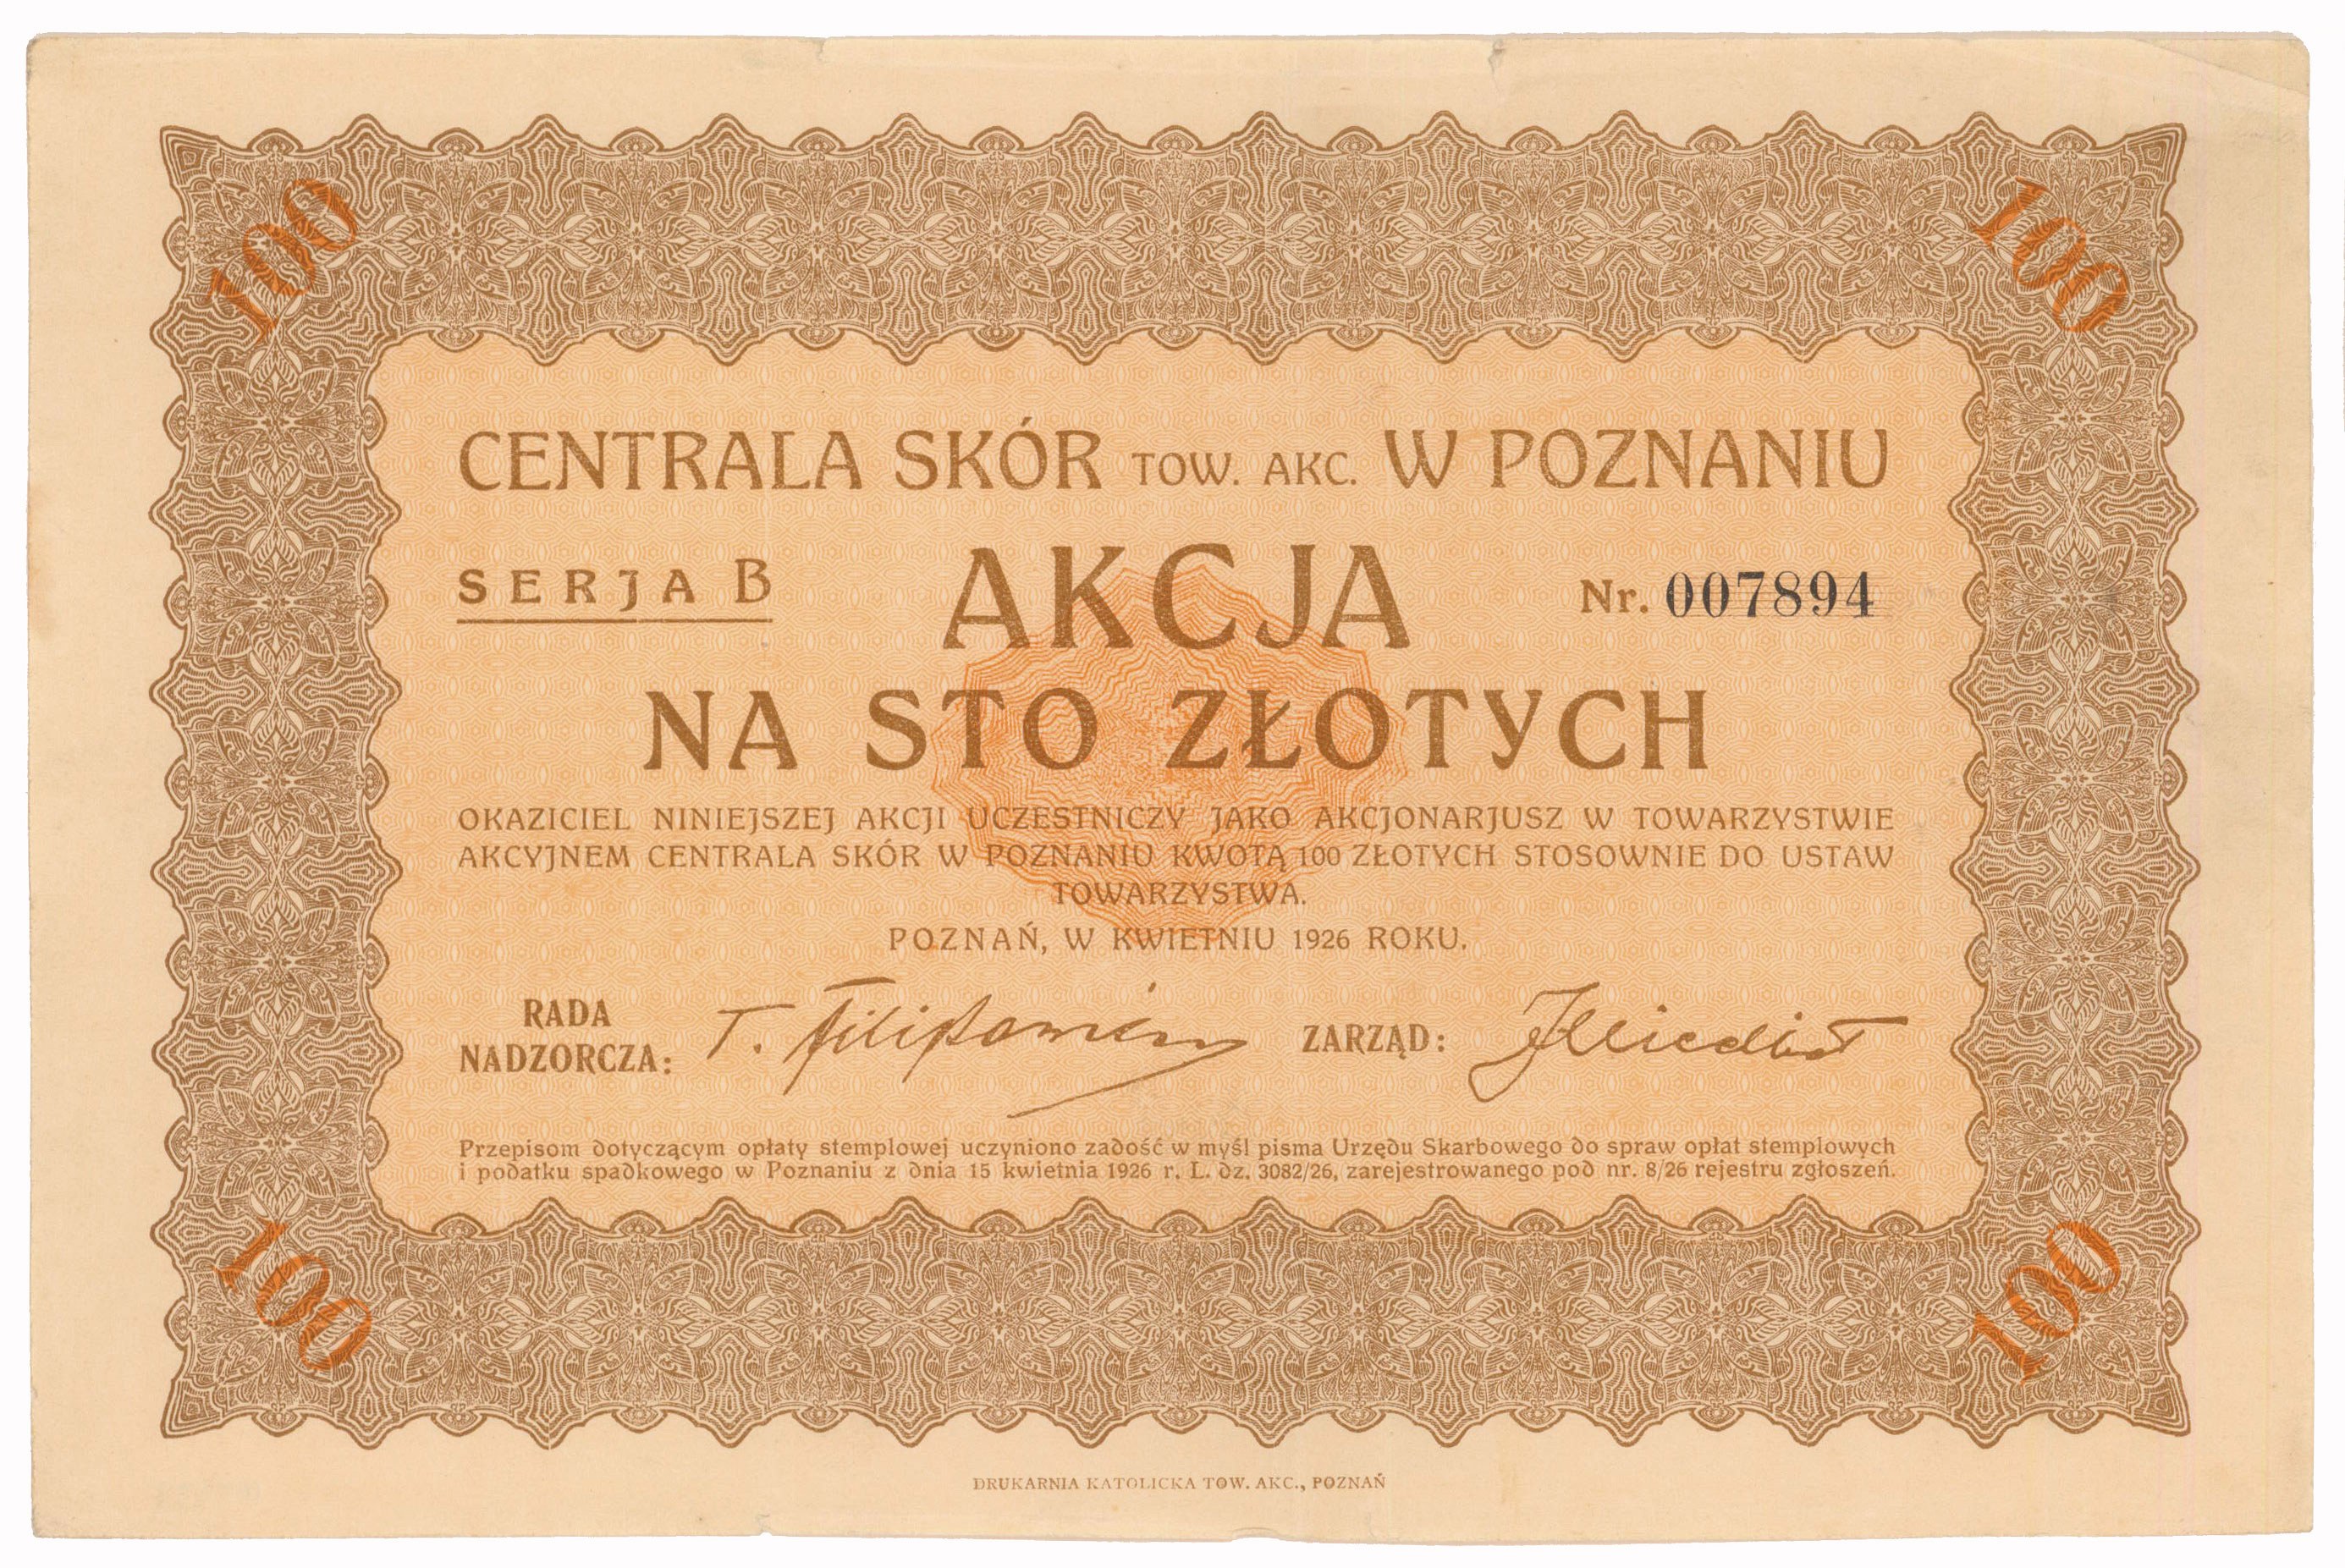 100
100
CENTRALA SKÓR TOW. AKC. W POZNANIU
SERJA B
AKCJA
Nr. 007894
NA STO ZŁOTYCH
OKAZICIEL NINIEJSZEJ AKCJI UCZESTNICZY JAKO AKCJONARJUSZ W TOWARZYSTWIE
AKCYJNEM CENTRALA SKÓR W POZNANIU KWOTĄ 100 ZŁOTYCH STOSOWNIE DO USTAW
TOWARZYSTWA.
POZNAŃ, W KWIETNIU 1926 ROKU.
RADA
NADZORCZA:
T.
ZARZĄD:
Przepisom dotyczącym opłaty stemplowej uczyniono zadość w myśl pisma Urzędu Skarbowego do spraw opłat stemplowych
i podatku spadkowego w Poznaniu z dnia 15 kwietnia 1926 r. L. dz. 3082/26, zarejestrowanego pod nr. 8/26 rejestru zgłoszeń.
100
100
DRUKARNIA KATOLICKA TOW. AKC., POZNAŃ